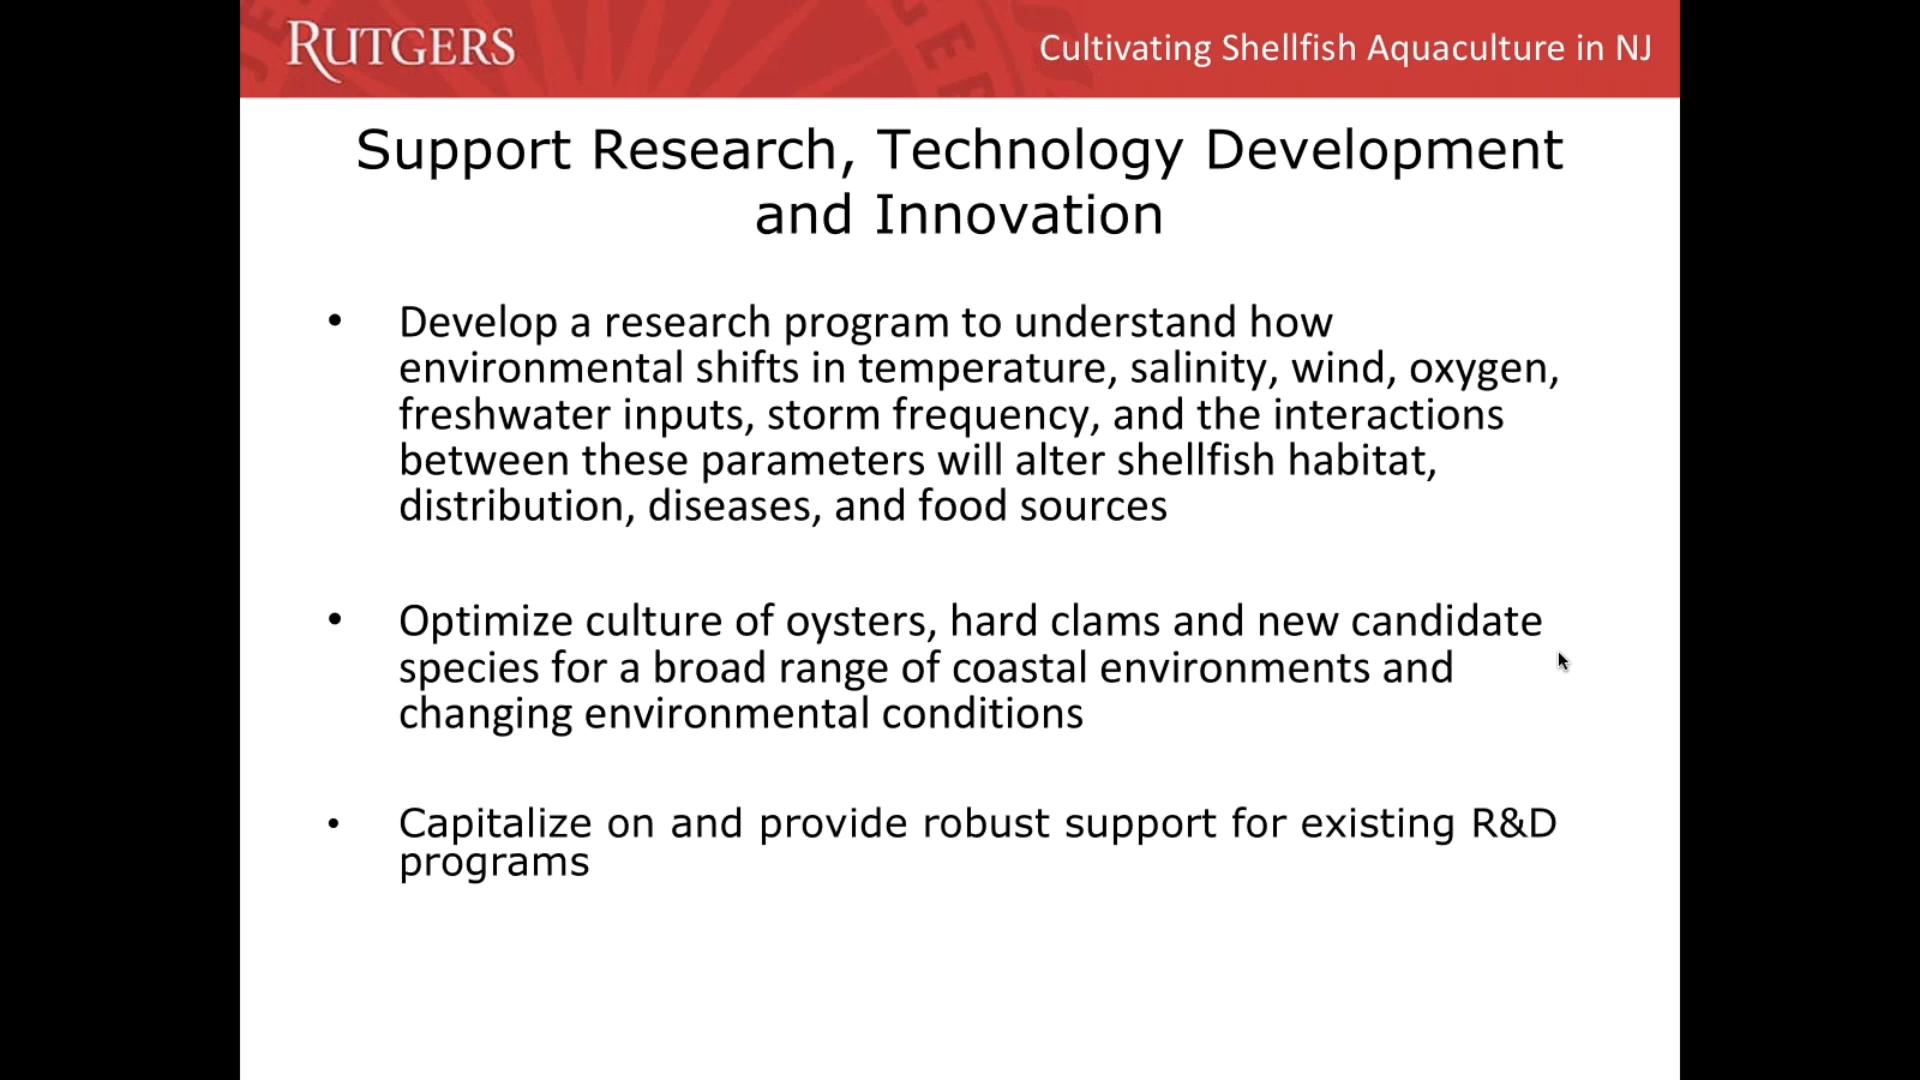 RUTGERS
Cultivating Shellfish Aquaculture in NJ
Support Research, Technology Development
and Innovation
• Develop a research program to understand how
environmental shifts in temperature, salinity, wind, oxygen,
freshwater inputs, storm frequency, and the interactions
between these parameters will alter shellfish habitat,
distribution, diseases, and food sources
• Optimize culture of oysters, hard clams and new candidate
species for a broad range of coastal environments and
changing environmental conditions
• Capitalize on and provide robust support for existing R&D
programs